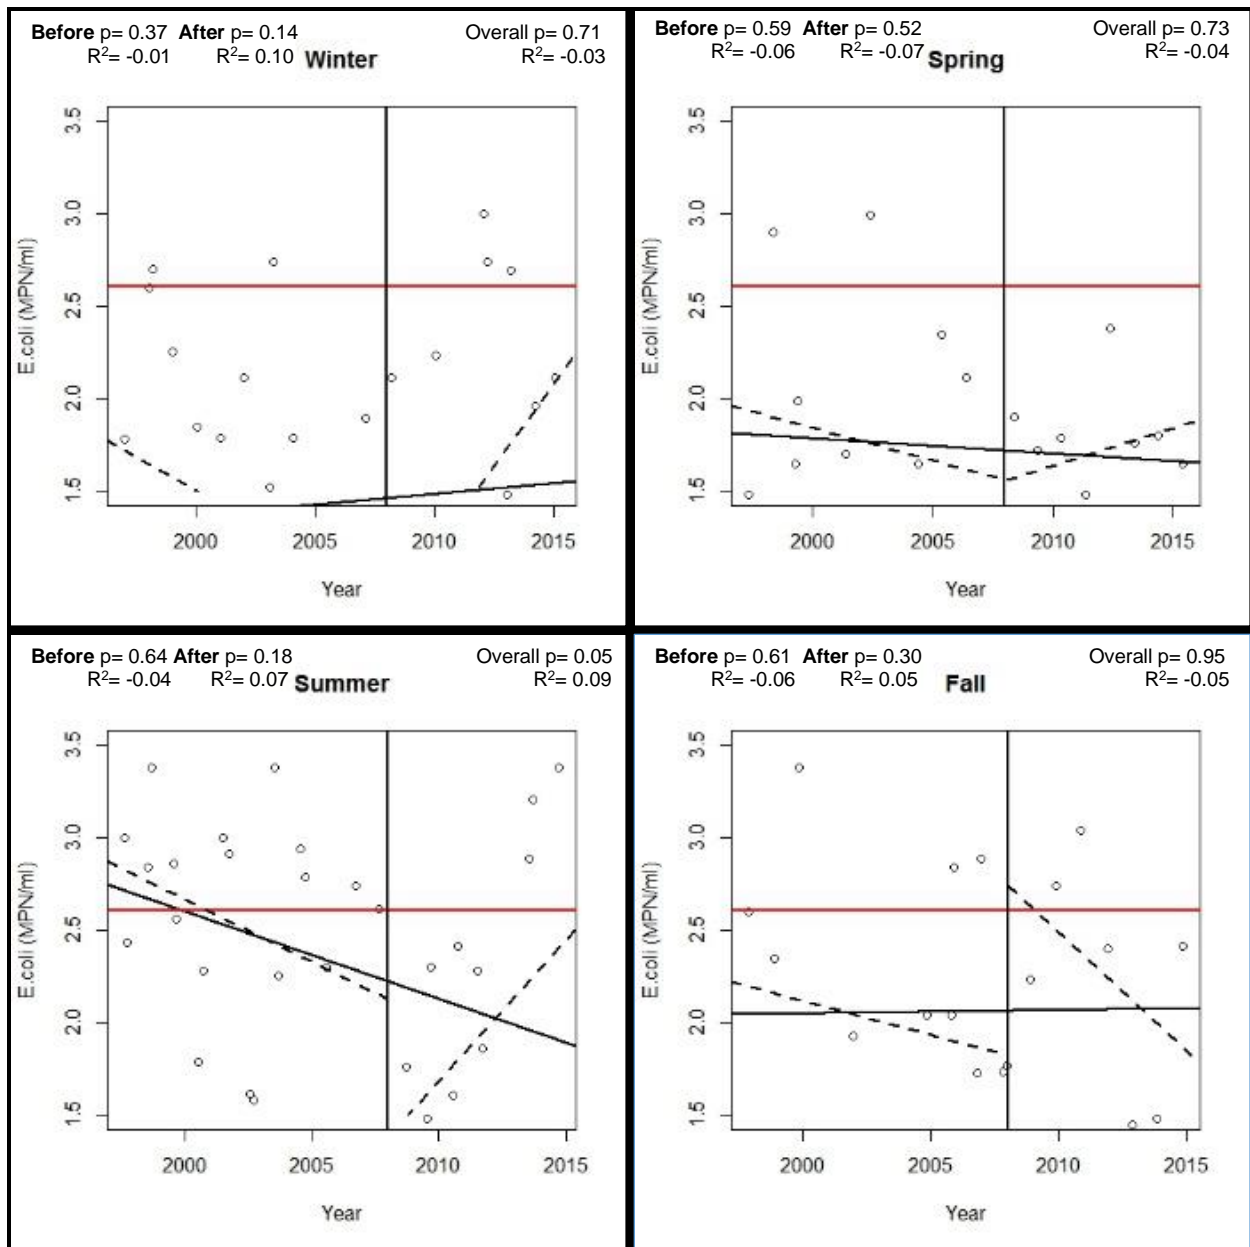 Before p= 0.37 After p= 0.14 Overall p= 0.71
R²= -0.01 R²= 0.10 Winter R²= -0.03
3.5
3.0
2.5
2.0
1.5
E.coli (MPN/ml)
2000 2005 2010 2015
Year
Before p= 0.59 After p= 0.52 Overall p= 0.73
R²= -0.06 R²= -0.07 Spring R²= -0.04
3.5
3.0
2.5
2.0
1.5
E.coli (MPN/ml)
2000 2005 2010 2015
Year
Before p= 0.64 After p= 0.18 Overall p= 0.05
R²= -0.04 R²= 0.07 Summer R²= 0.09
3.5
3.0
2.5
2.0
1.5
E.coli (MPN/ml)
2000 2005 2010 2015
Year
Before p= 0.61 After p= 0.30 Overall p= 0.95
R²= -0.06 R²= 0.05 Fall R²= -0.05
3.5
3.0
2.5
2.0
1.5
E.coli (MPN/ml)
2000 2005 2010 2015
Year